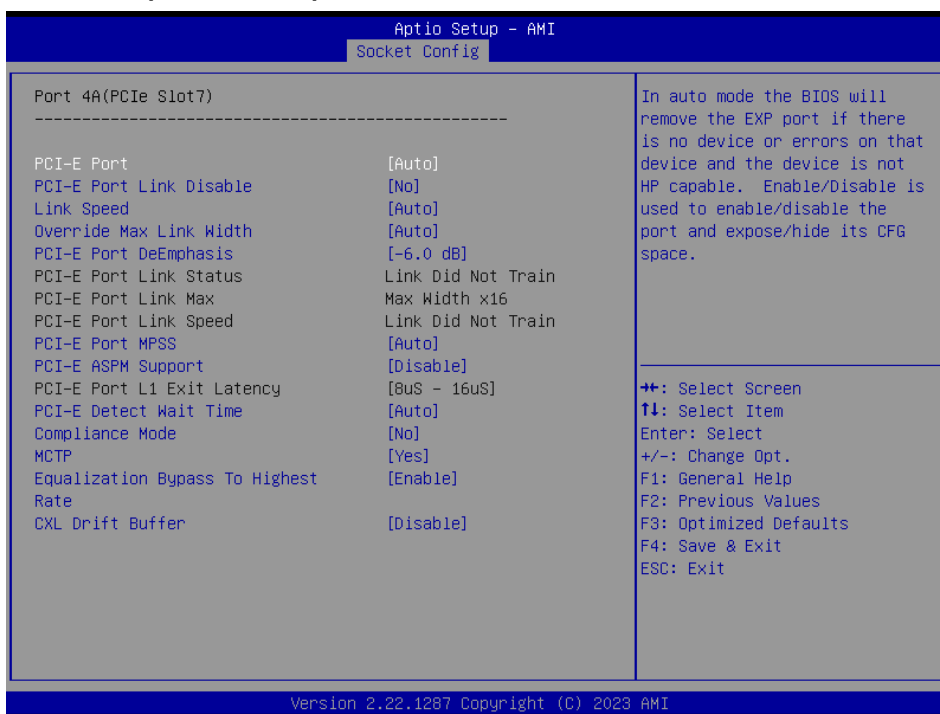 Aptio Setup – AMI
Socket Config
Port 4A(PCIe Slot7)
--------------------------------------------------
PCI-E Port [Auto]
PCI-E Port Link Disable [No]
Link Speed [Auto]
Override Max Link Width [Auto]
PCI-E Port DeEmphasis [-6.0 dB]
PCI-E Port Link Status Link Did Not Train
PCI-E Port Link Max Max Width x16
PCI-E Port Link Speed Link Did Not Train
PCI-E Port MPSS [Auto]
PCI-E ASPM Support [Disable]
PCI-E Port L1 Exit Latency [8uS - 16uS]
PCI-E Detect Wait Time [Auto]
Compliance Mode [No]
MCTP [Yes]
Equalization Bypass To Highest [Enable]
Rate
CXL Drift Buffer [Disable]
In auto mode the BIOS will
remove the EXP port if there
is no device or errors on that
device and the device is not
HP capable.  Enable/Disable is
used to enable/disable the
port and expose/hide its CFG
space.
→←: Select Screen
↑↓: Select Item
Enter: Select
+/-: Change Opt.
F1: General Help
F2: Previous Values
F3: Optimized Defaults
F4: Save & Exit
ESC: Exit
Version 2.22.1287 Copyright (C) 2023 AMI